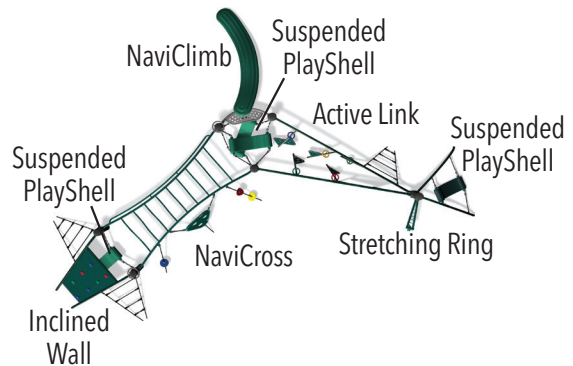 NaviClimb
Suspended
PlayShell
Active Link
Suspended
PlayShell
Suspended
PlayShell
NaviCross
Stretching Ring
Inclined
Wall